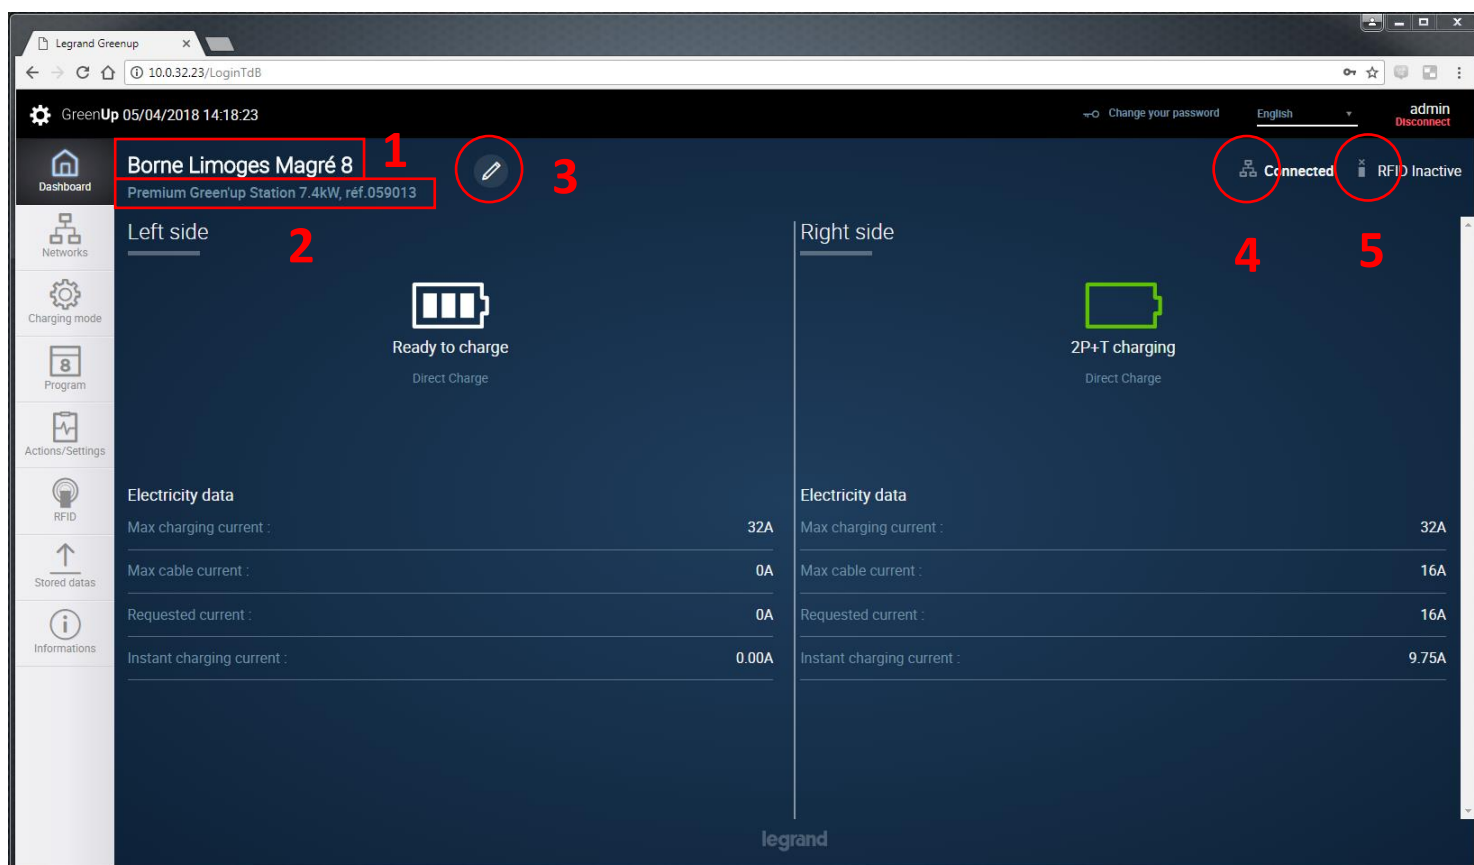 Legrand Greenup
10.0.32.23/LoginTdB
GreenUp 05/04/2018 14:18:23
Change your password
English
admin
Disconnect
Dashboard
Borne Limoges Magré 8
1
Premium Green'up Station 7.4kW, réf.059013
2
3
Connected
4
RFID Inactive
5
Networks
Charging mode
8
Program
Actions/Settings
RFID
Stored datas
Informations
Left side
Ready to charge
Direct Charge
Electricity data
Max charging current : 32A
Max cable current : 0A
Requested current : 0A
Instant charging current : 0.00A
Right side
2P+T charging
Direct Charge
Electricity data
Max charging current : 32A
Max cable current : 16A
Requested current : 16A
Instant charging current : 9.75A
legrand